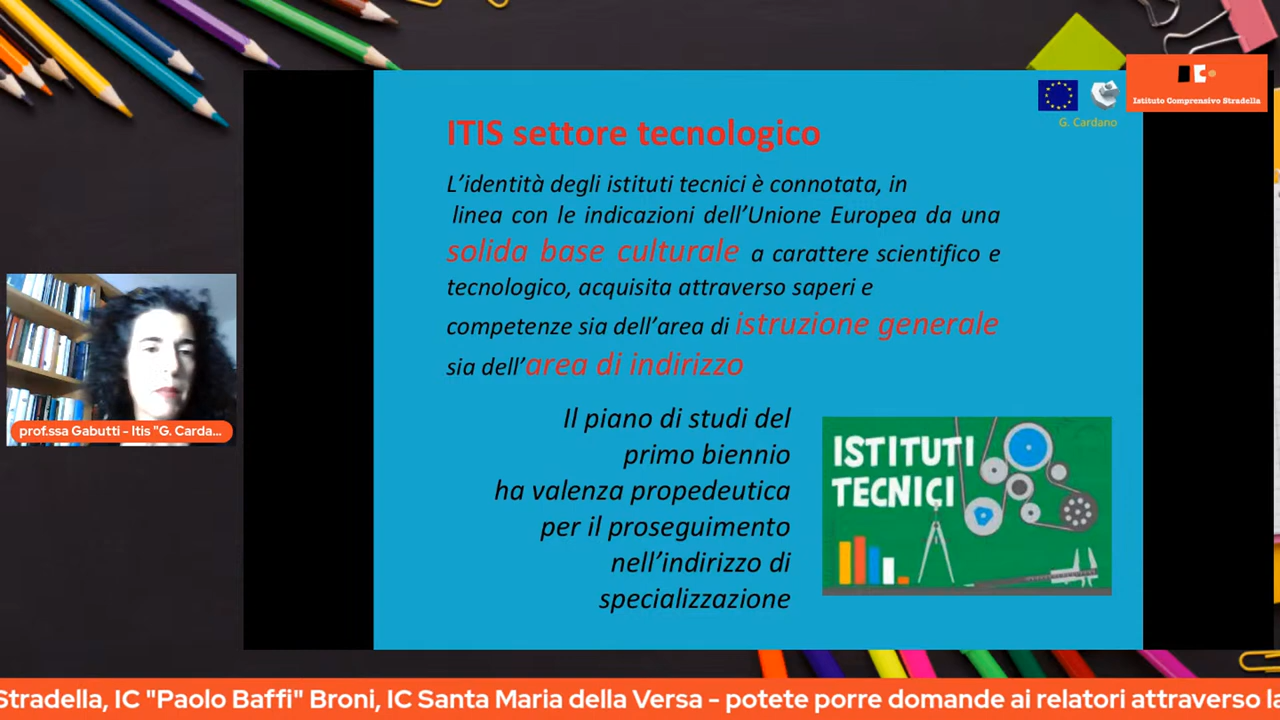 Istituto Comprensivo Stradella
G. Cardano
ITIS settore tecnologico
L'identità degli istituti tecnici è connotata, in
linea con le indicazioni dell'Unione Europea da una
solida base culturale a carattere scientifico e
tecnologico, acquisita attraverso saperi e
competenze sia dell'area di istruzione generale
sia dell'area di indirizzo
Il piano di studi del
primo biennio
ha valenza propedeutica
per il proseguimento
nell'indirizzo di
specializzazione
ISTITUTI
TECNICI
prof.ssa Gabutti - Itis "G. Carda...
Stradella, IC "Paolo Baffi" Broni, IC Santa Maria della Versa - potete porre domande ai relatori attraverso la